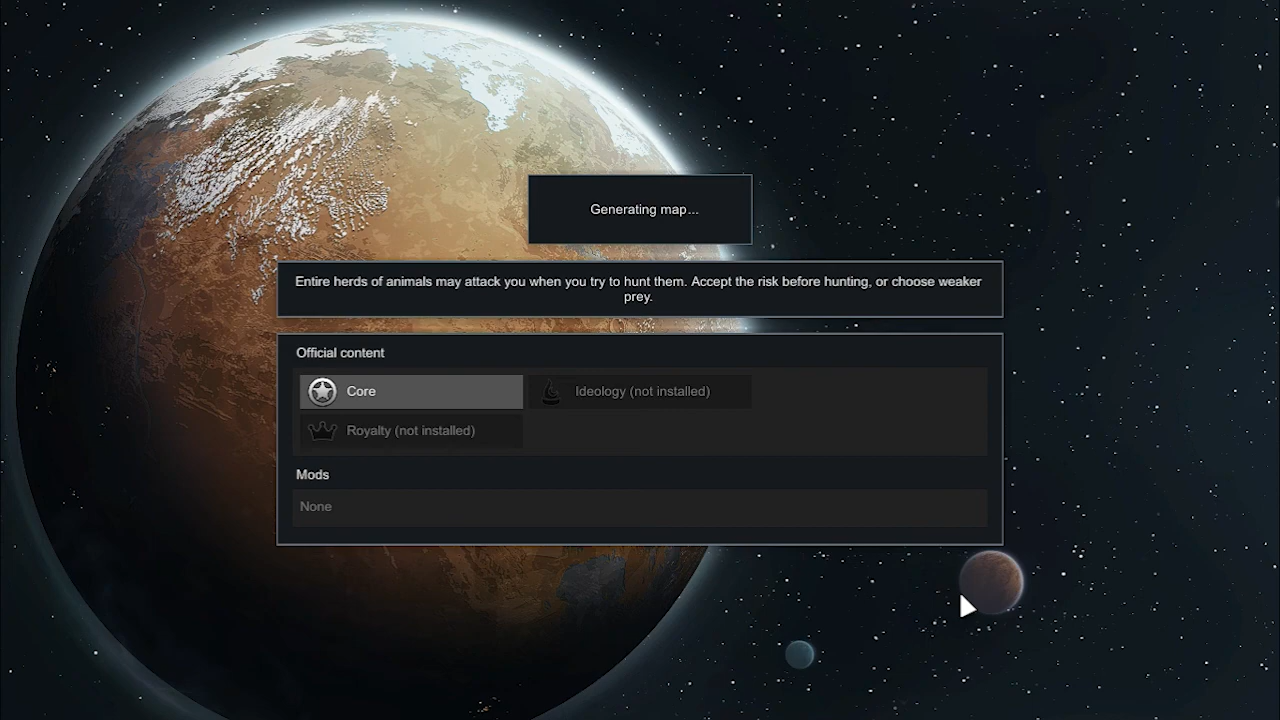 Generating map...
Entire herds of animals may attack you when you try to hunt them. Accept the risk before hunting, or choose weaker
prey.
Official content
Core
Ideology (not installed)
Royalty (not installed)
Mods
None